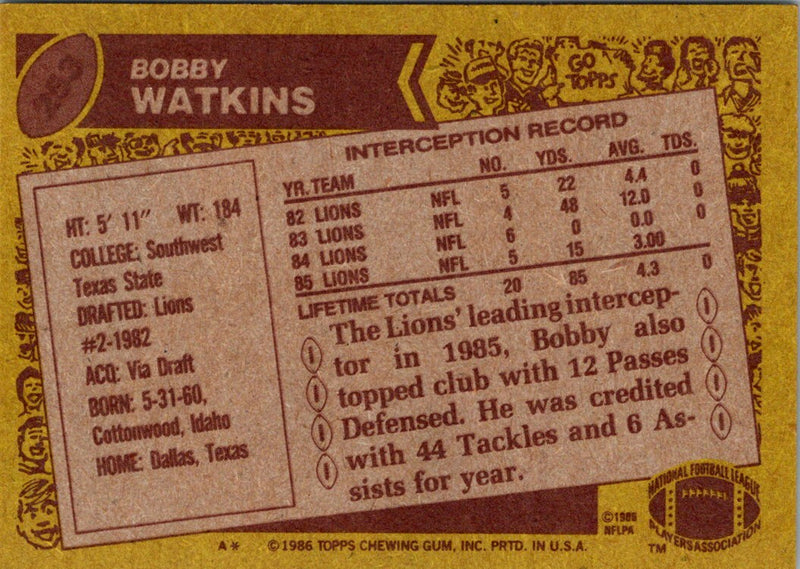 253
BOBBY
WATKINS
GO
TOPPS
HT: 5' 11" WT: 184
COLLEGE: Southwest
Texas State
DRAFTED: Lions
#2-1982
ACQ: Via Draft
BORN: 5-31-60,
Cottonwood, Idaho
HOME: Dallas, Texas
INTERCEPTION RECORD
YR. TEAM NO. YDS. AVG. TDS.
82 LIONS NFL 5 22 4.4 0
83 LIONS NFL 4 48 12.0 0
84 LIONS NFL 6 0 0.0 0
85 LIONS NFL 5 15 3.00
LIFETIME TOTALS 20 85 4.3 0
The Lions' leading intercep-
tor in 1985, Bobby also
topped club with 12 Passes
Defensed. He was credited
with 44 Tackles and 6 As-
sists for year.
©1986
NFLPA
NATIONAL FOOTBALL LEAGUE
PLAYERS ASSOCIATION
TM
A* ©1986 TOPPS CHEWING GUM, INC. PRTD. IN U.S.A.